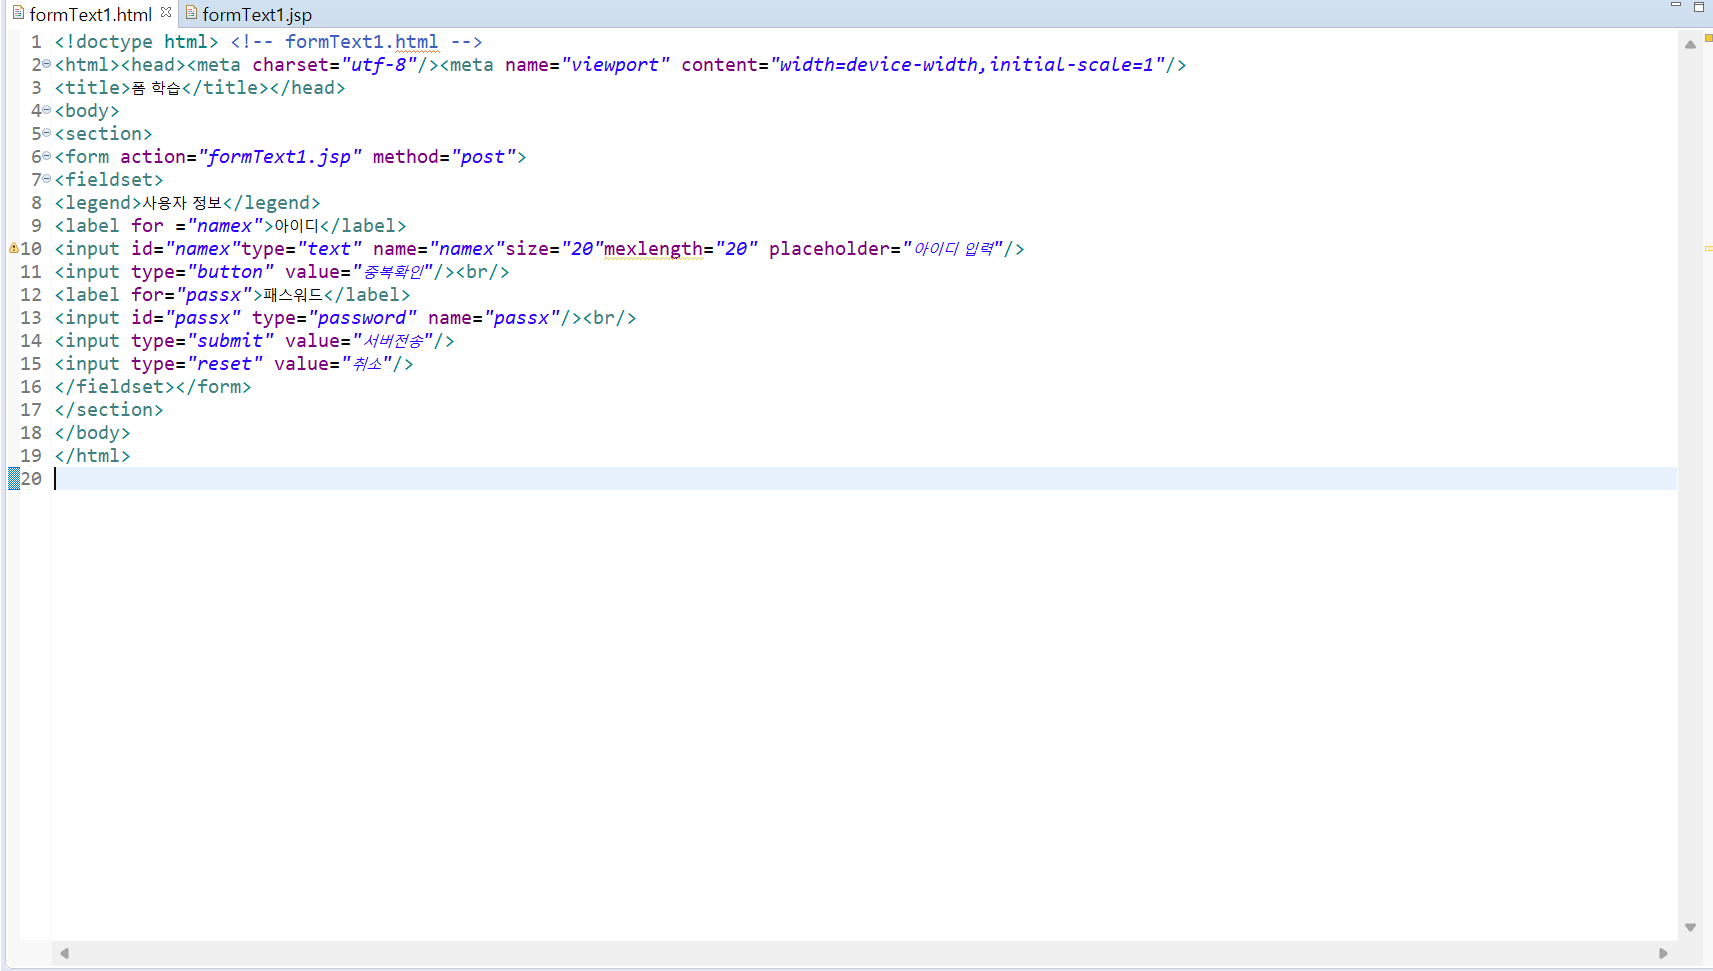 formText1.html formText1.jsp
1 <!doctype html> <!-- formText1.html -->
2 <html><head><meta charset="utf-8"/><meta name="viewport" content="width=device-width,initial-scale=1"/>
3 <title>폼 학습</title></head>
4 <body>
5 <section>
6 <form action="formText1.jsp" method="post">
7 <fieldset>
8 <legend>사용자 정보</legend>
9 <label for ="namex">아이디</label>
10 <input id="namex"type="text" name="namex"size="20"mexlength="20" placeholder="아이디 입력"/>
11 <input type="button" value="중복확인"/><br/>
12 <label for="passx">패스워드</label>
13 <input id="passx" type="password" name="passx"/><br/>
14 <input type="submit" value="서버전송"/>
15 <input type="reset" value="취소"/>
16 </fieldset></form>
17 </section>
18 </body>
19 </html>
20